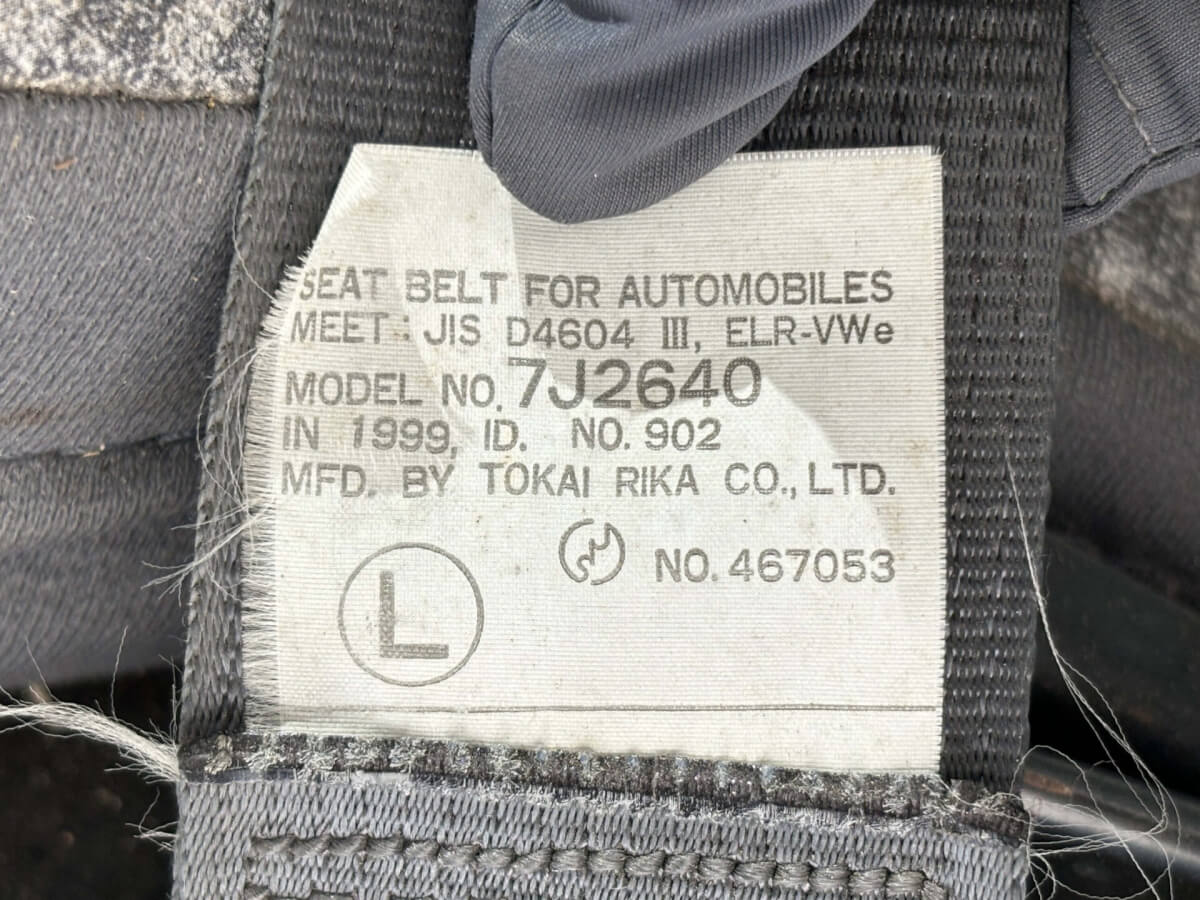 SEAT BELT FOR AUTOMOBILES
MEET: JIS D4604 III, ELR-VWe
MODEL NO. 7J2640
IN 1999, ID. NO. 902
MFD. BY TOKAI RIKA CO., LTD.
NO. 467053
L